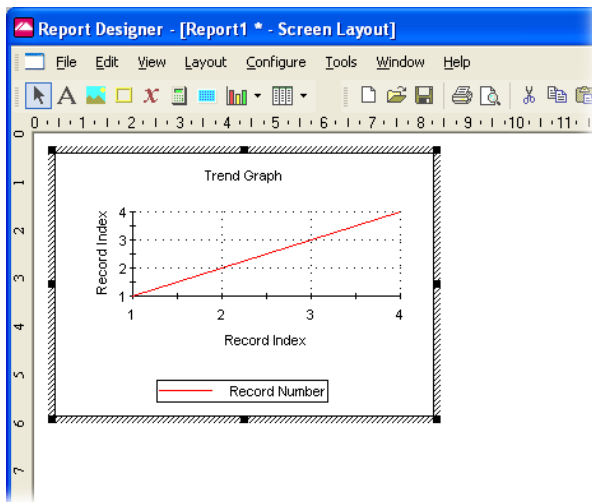 Report Designer - [Report1 * - Screen Layout]
File Edit View Layout Configure Tools Window Help
A x
0 1 2 3 4 5 6 7 8 9 10 11
0
1
2
3
4
5
6
7
Trend Graph
Record Index
4
3
2
1
1 2 3 4
Record Index
Record Number